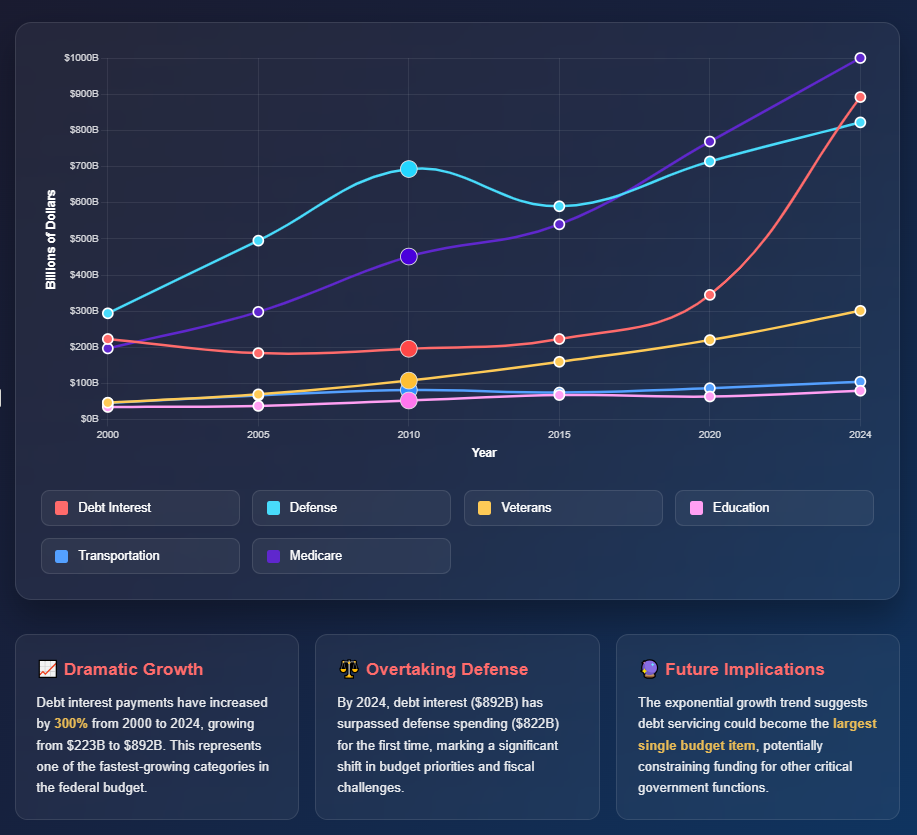 $1000B
$900B
$800B
$700B
$600B
$500B
$400B
$300B
$200B
$100B
$0B
Billions of Dollars
2000 2005 2010 2015 2020 2024
Year
Debt Interest Defense Veterans Education
Transportation Medicare
📈 Dramatic Growth
Debt interest payments have increased
by 300% from 2000 to 2024, growing
from $223B to $892B. This represents
one of the fastest-growing categories in
the federal budget.
⚖️ Overtaking Defense
By 2024, debt interest ($892B) has
surpassed defense spending ($822B)
for the first time, marking a significant
shift in budget priorities and fiscal
challenges.
🔮 Future Implications
The exponential growth trend suggests
debt servicing could become the largest
single budget item, potentially
constraining funding for other critical
government functions.